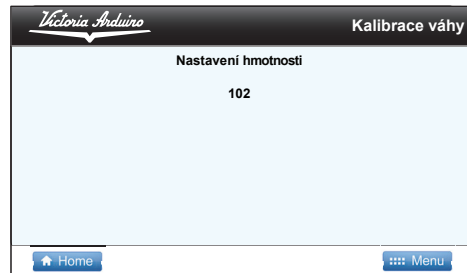 Victoria Arduino
Kalibrace váhy
Nastavení hmotnosti
102
Home
Menu